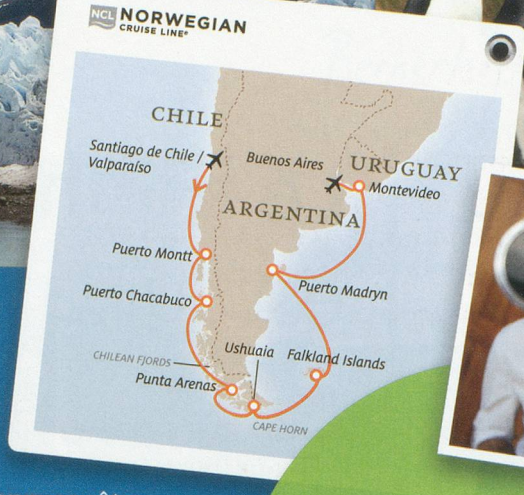 NCL NORWEGIAN
CRUISE LINE®
CHILE
Santiago de Chile /
Valparaíso
Buenos Aires
URUGUAY
Montevideo
ARGENTINA
Puerto Montt
Puerto Madryn
Puerto Chacabuco
Ushuaia
Falkland Islands
CHILEAN FJORDS
Punta Arenas
CAPE HORN